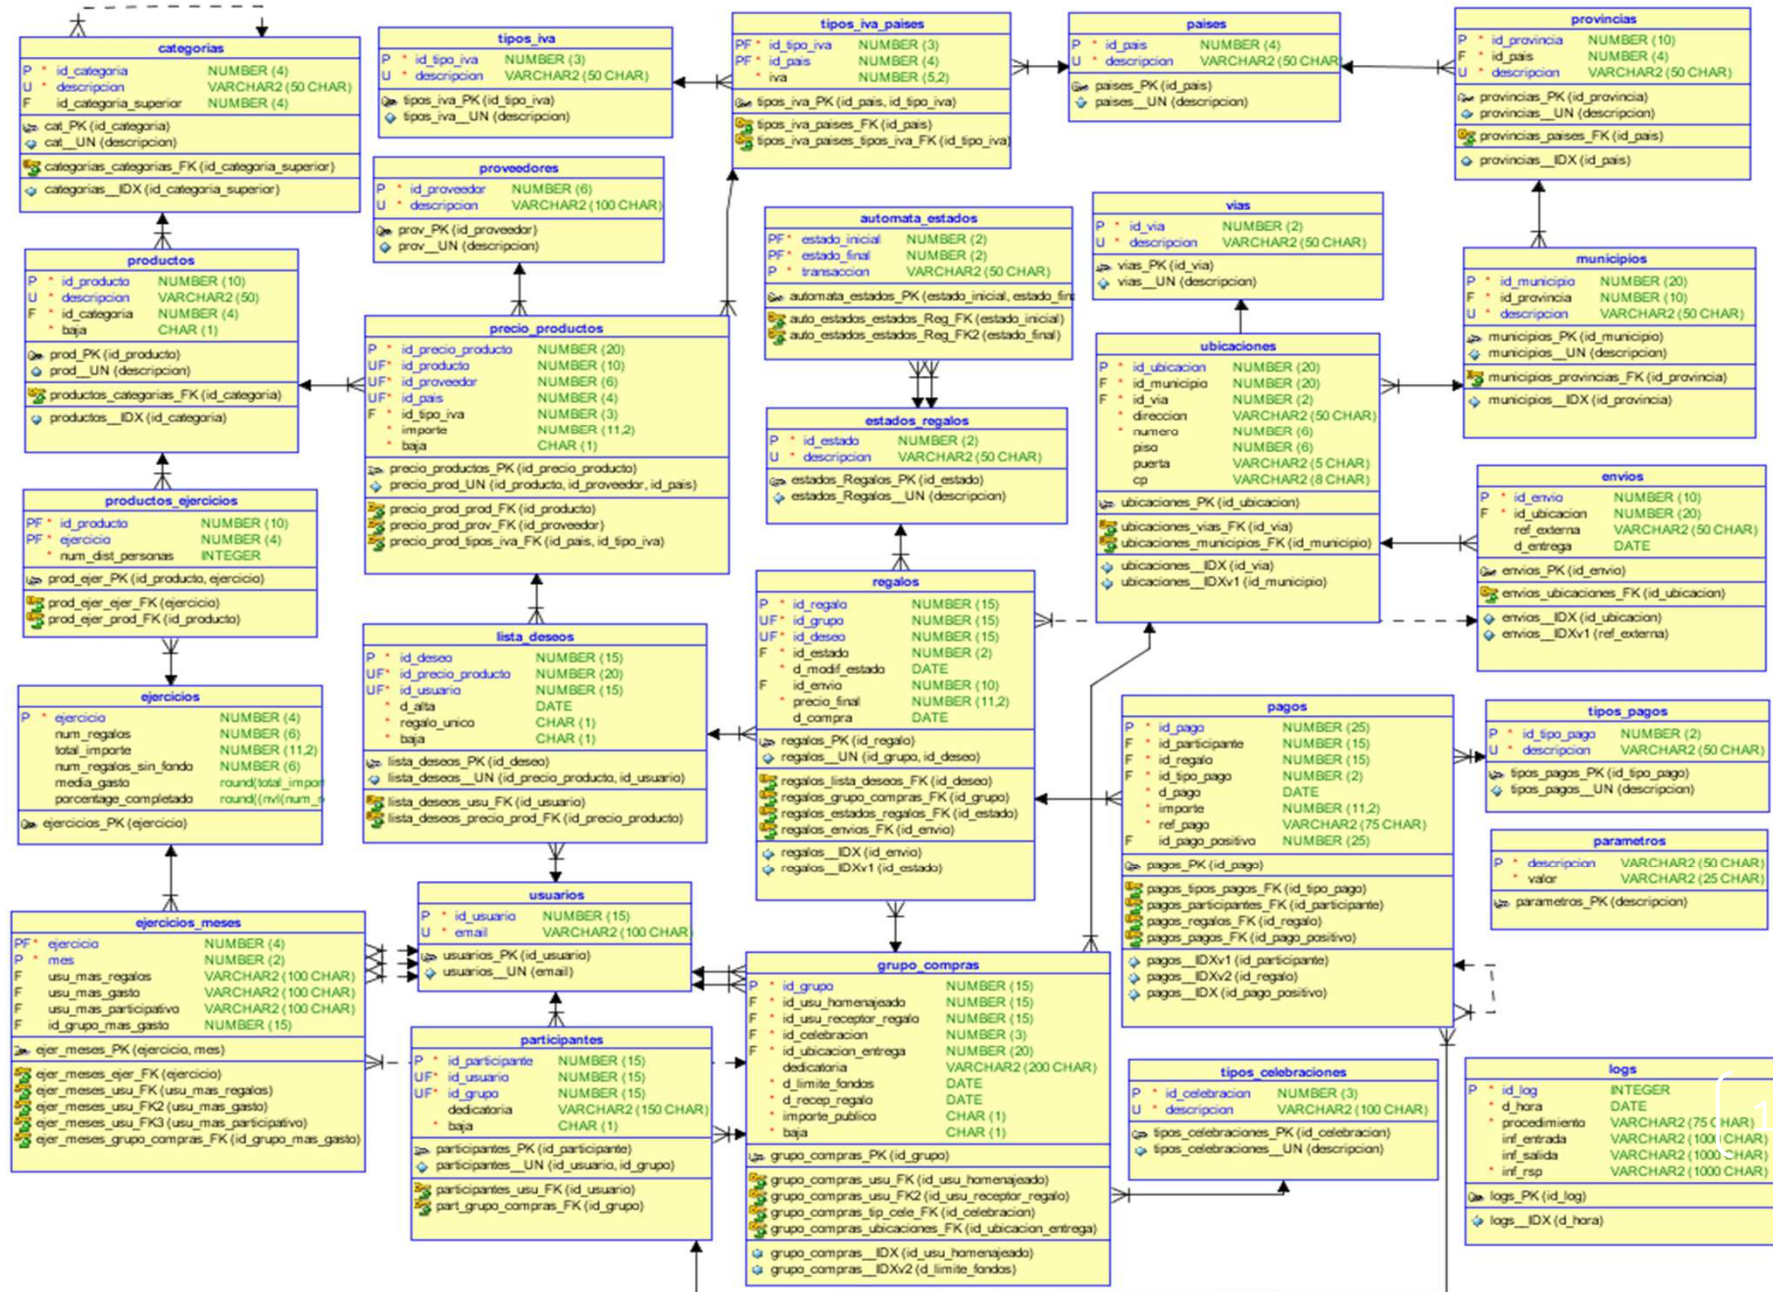 categorias
P * id_categoria NUMBER (4)
U * descripcion VARCHAR2 (50 CHAR)
F id_categoria_superior NUMBER (4)
cat_PK (id_categoria)
cat__UN (descripcion)
categorias_categorias_FK (id_categoria_superior)
categorias__IDX (id_categoria_superior)
tipos_iva
P * id_tipo_iva NUMBER (3)
U * descripcion VARCHAR2 (50 CHAR)
tipos_iva_PK (id_tipo_iva)
tipos_iva__UN (descripcion)
tipos_iva_paises
PF * id_tipo_iva NUMBER (3)
PF * id_pais NUMBER (4)
* iva NUMBER (5,2)
tipos_iva_PK (id_pais, id_tipo_iva)
tipos_iva_paises_FK (id_pais)
tipos_iva_paises_tipos_iva_FK (id_tipo_iva)
paises
P * id_pais NUMBER (4)
U * descripcion VARCHAR2 (50 CHAR)
paises_PK (id_pais)
paises__UN (descripcion)
provincias
P * id_provincia NUMBER (10)
F * id_pais NUMBER (4)
U * descripcion VARCHAR2 (50 CHAR)
provincias_PK (id_provincia)
provincias__UN (descripcion)
provincias_paises_FK (id_pais)
provincias__IDX (id_pais)
proveedores
P * id_proveedor NUMBER (6)
U * descripcion VARCHAR2 (100 CHAR)
prov_PK (id_proveedor)
prov__UN (descripcion)
automata_estados
PF * estado_inicial NUMBER (2)
PF * estado_final NUMBER (2)
P * transaccion VARCHAR2 (50 CHAR)
automata_estados_PK (estado_inicial, estado_fin
auto_estados_estados_Reg_FK (estado_inicial)
auto_estados_estados_Reg_FK2 (estado_final)
vias
P * id_via NUMBER (2)
U * descripcion VARCHAR2 (50 CHAR)
vias_PK (id_via)
vias__UN (descripcion)
municipios
P * id_municipio NUMBER (20)
F * id_provincia NUMBER (10)
U * descripcion VARCHAR2 (50 CHAR)
municipios_PK (id_municipio)
municipios__UN (descripcion)
municipios_provincias_FK (id_provincia)
municipios__IDX (id_provincia)
productos
P * id_producto NUMBER (10)
U * descripcion VARCHAR2 (50)
F * id_categoria NUMBER (4)
* baja CHAR (1)
prod_PK (id_producto)
prod__UN (descripcion)
productos_categorias_FK (id_categoria)
productos__IDX (id_categoria)
precio_productos
P * id_precio_producto NUMBER (20)
UF * id_producto NUMBER (10)
UF * id_proveedor NUMBER (6)
UF * id_pais NUMBER (4)
F * id_tipo_iva NUMBER (3)
* importe NUMBER (11,2)
* baja CHAR (1)
precio_productos_PK (id_precio_producto)
precio_prod_UN (id_producto, id_proveedor, id_pais)
precio_prod_prod_FK (id_producto)
precio_prod_prov_FK (id_proveedor)
precio_prod_tipos_iva_FK (id_pais, id_tipo_iva)
estados_regalos
P * id_estado NUMBER (2)
U * descripcion VARCHAR2 (50 CHAR)
estados_Regalos_PK (id_estado)
estados_Regalos__UN (descripcion)
ubicaciones
P * id_ubicacion NUMBER (20)
F * id_municipio NUMBER (20)
F * id_via NUMBER (2)
* direccion VARCHAR2 (50 CHAR)
* numero NUMBER (6)
piso NUMBER (6)
puerta VARCHAR2 (5 CHAR)
* cp VARCHAR2 (8 CHAR)
ubicaciones_PK (id_ubicacion)
ubicaciones_vias_FK (id_via)
ubicaciones_municipios_FK (id_municipio)
ubicaciones__IDX (id_via)
ubicaciones__IDXv1 (id_municipio)
envios
P * id_envio NUMBER (10)
F * id_ubicacion NUMBER (20)
ref_externa VARCHAR2 (50 CHAR)
d_entrega DATE
envios_PK (id_envio)
envios_ubicaciones_FK (id_ubicacion)
envios__IDX (id_ubicacion)
envios__IDXv1 (ref_externa)
productos_ejercicios
PF * id_producto NUMBER (10)
PF * ejercicio NUMBER (4)
* num_dist_personas INTEGER
prod_ejer_PK (id_producto, ejercicio)
prod_ejer_ejer_FK (ejercicio)
prod_ejer_prod_FK (id_producto)
lista_deseos
P * id_deseo NUMBER (15)
UF * id_precio_producto NUMBER (20)
UF * id_usuario NUMBER (15)
* d_alta DATE
* regalo_unico CHAR (1)
* baja CHAR (1)
lista_deseos_PK (id_deseo)
lista_deseos__UN (id_precio_producto, id_usuario)
lista_deseos_usu_FK (id_usuario)
lista_deseos_precio_prod_FK (id_precio_producto)
regalos
P * id_regalo NUMBER (15)
UF * id_grupo NUMBER (15)
UF * id_deseo NUMBER (15)
F * id_estado NUMBER (2)
* d_modif_estado DATE
F id_envio NUMBER (10)
* precio_final NUMBER (11,2)
d_compra DATE
regalos_PK (id_regalo)
regalos__UN (id_grupo, id_deseo)
regalos_lista_deseos_FK (id_deseo)
regalos_grupo_compras_FK (id_grupo)
regalos_estados_regalos_FK (id_estado)
regalos_envios_FK (id_envio)
regalos__IDX (id_envio)
regalos__IDXv1 (id_estado)
ejercicios
P * ejercicio NUMBER (4)
num_regalos NUMBER (6)
total_importe NUMBER (11,2)
num_regalos_sin_fondo NUMBER (6)
media_gasto round(total_impor
porcentage_completado round((nvl(num_r
ejercicios_PK (ejercicio)
pagos
P * id_pago NUMBER (25)
F * id_participante NUMBER (15)
F * id_regalo NUMBER (15)
F * id_tipo_pago NUMBER (2)
* d_pago DATE
* importe NUMBER (11,2)
* ref_pago VARCHAR2 (75 CHAR)
F id_pago_positivo NUMBER (25)
pagos_PK (id_pago)
pagos_tipos_pagos_FK (id_tipo_pago)
pagos_participantes_FK (id_participante)
pagos_regalos_FK (id_regalo)
pagos_pagos_FK (id_pago_positivo)
pagos__IDXv1 (id_participante)
pagos__IDXv2 (id_regalo)
pagos__IDX (id_pago_positivo)
tipos_pagos
P * id_tipo_pago NUMBER (2)
U * descripcion VARCHAR2 (50 CHAR)
tipos_pagos_PK (id_tipo_pago)
tipos_pagos__UN (descripcion)
parametros
P * descripcion VARCHAR2 (50 CHAR)
* valor VARCHAR2 (25 CHAR)
parametros_PK (descripcion)
ejercicios_meses
PF * ejercicio NUMBER (4)
P * mes NUMBER (2)
F usu_mas_regalos VARCHAR2 (100 CHAR)
F usu_mas_gasto VARCHAR2 (100 CHAR)
F usu_mas_participativo VARCHAR2 (100 CHAR)
F id_grupo_mas_gasto NUMBER (15)
ejer_meses_PK (ejercicio, mes)
ejer_meses_ejer_FK (ejercicio)
ejer_meses_usu_FK (usu_mas_regalos)
ejer_meses_usu_FK2 (usu_mas_gasto)
ejer_meses_usu_FK3 (usu_mas_participativo)
ejer_meses_grupo_compras_FK (id_grupo_mas_gasto)
usuarios
P * id_usuario NUMBER (15)
U * email VARCHAR2 (100 CHAR)
usuarios_PK (id_usuario)
usuarios__UN (email)
participantes
P * id_participante NUMBER (15)
UF * id_usuario NUMBER (15)
UF * id_grupo NUMBER (15)
dedicatoria VARCHAR2 (150 CHAR)
* baja CHAR (1)
participantes_PK (id_participante)
participantes__UN (id_usuario, id_grupo)
participantes_usu_FK (id_usuario)
part_grupo_compras_FK (id_grupo)
grupo_compras
P * id_grupo NUMBER (15)
F * id_usu_homenajeado NUMBER (15)
F * id_usu_receptor_regalo NUMBER (15)
F * id_celebracion NUMBER (3)
F * id_ubicacion_entrega NUMBER (20)
dedicatoria VARCHAR2 (200 CHAR)
* d_limite_fondos DATE
* d_recep_regalo DATE
* importe_publico CHAR (1)
* baja CHAR (1)
grupo_compras_PK (id_grupo)
grupo_compras_usu_FK (id_usu_homenajeado)
grupo_compras_usu_FK2 (id_usu_receptor_regalo)
grupo_compras_tip_cele_FK (id_celebracion)
grupo_compras_ubicaciones_FK (id_ubicacion_entrega)
grupo_compras__IDX (id_usu_homenajeado)
grupo_compras__IDXv2 (d_limite_fondos)
tipos_celebraciones
P * id_celebracion NUMBER (3)
U * descripcion VARCHAR2 (100 CHAR)
tipos_celebraciones_PK (id_celebracion)
tipos_celebraciones__UN (descripcion)
logs
P * id_log INTEGER
* d_hora DATE
* procedimiento VARCHAR2 (75 CHAR)
inf_entrada VARCHAR2 (1000 CHAR)
inf_salida VARCHAR2 (1000 CHAR)
* inf_rsp VARCHAR2 (1000 CHAR)
logs_PK (id_log)
logs__IDX (d_hora)
1